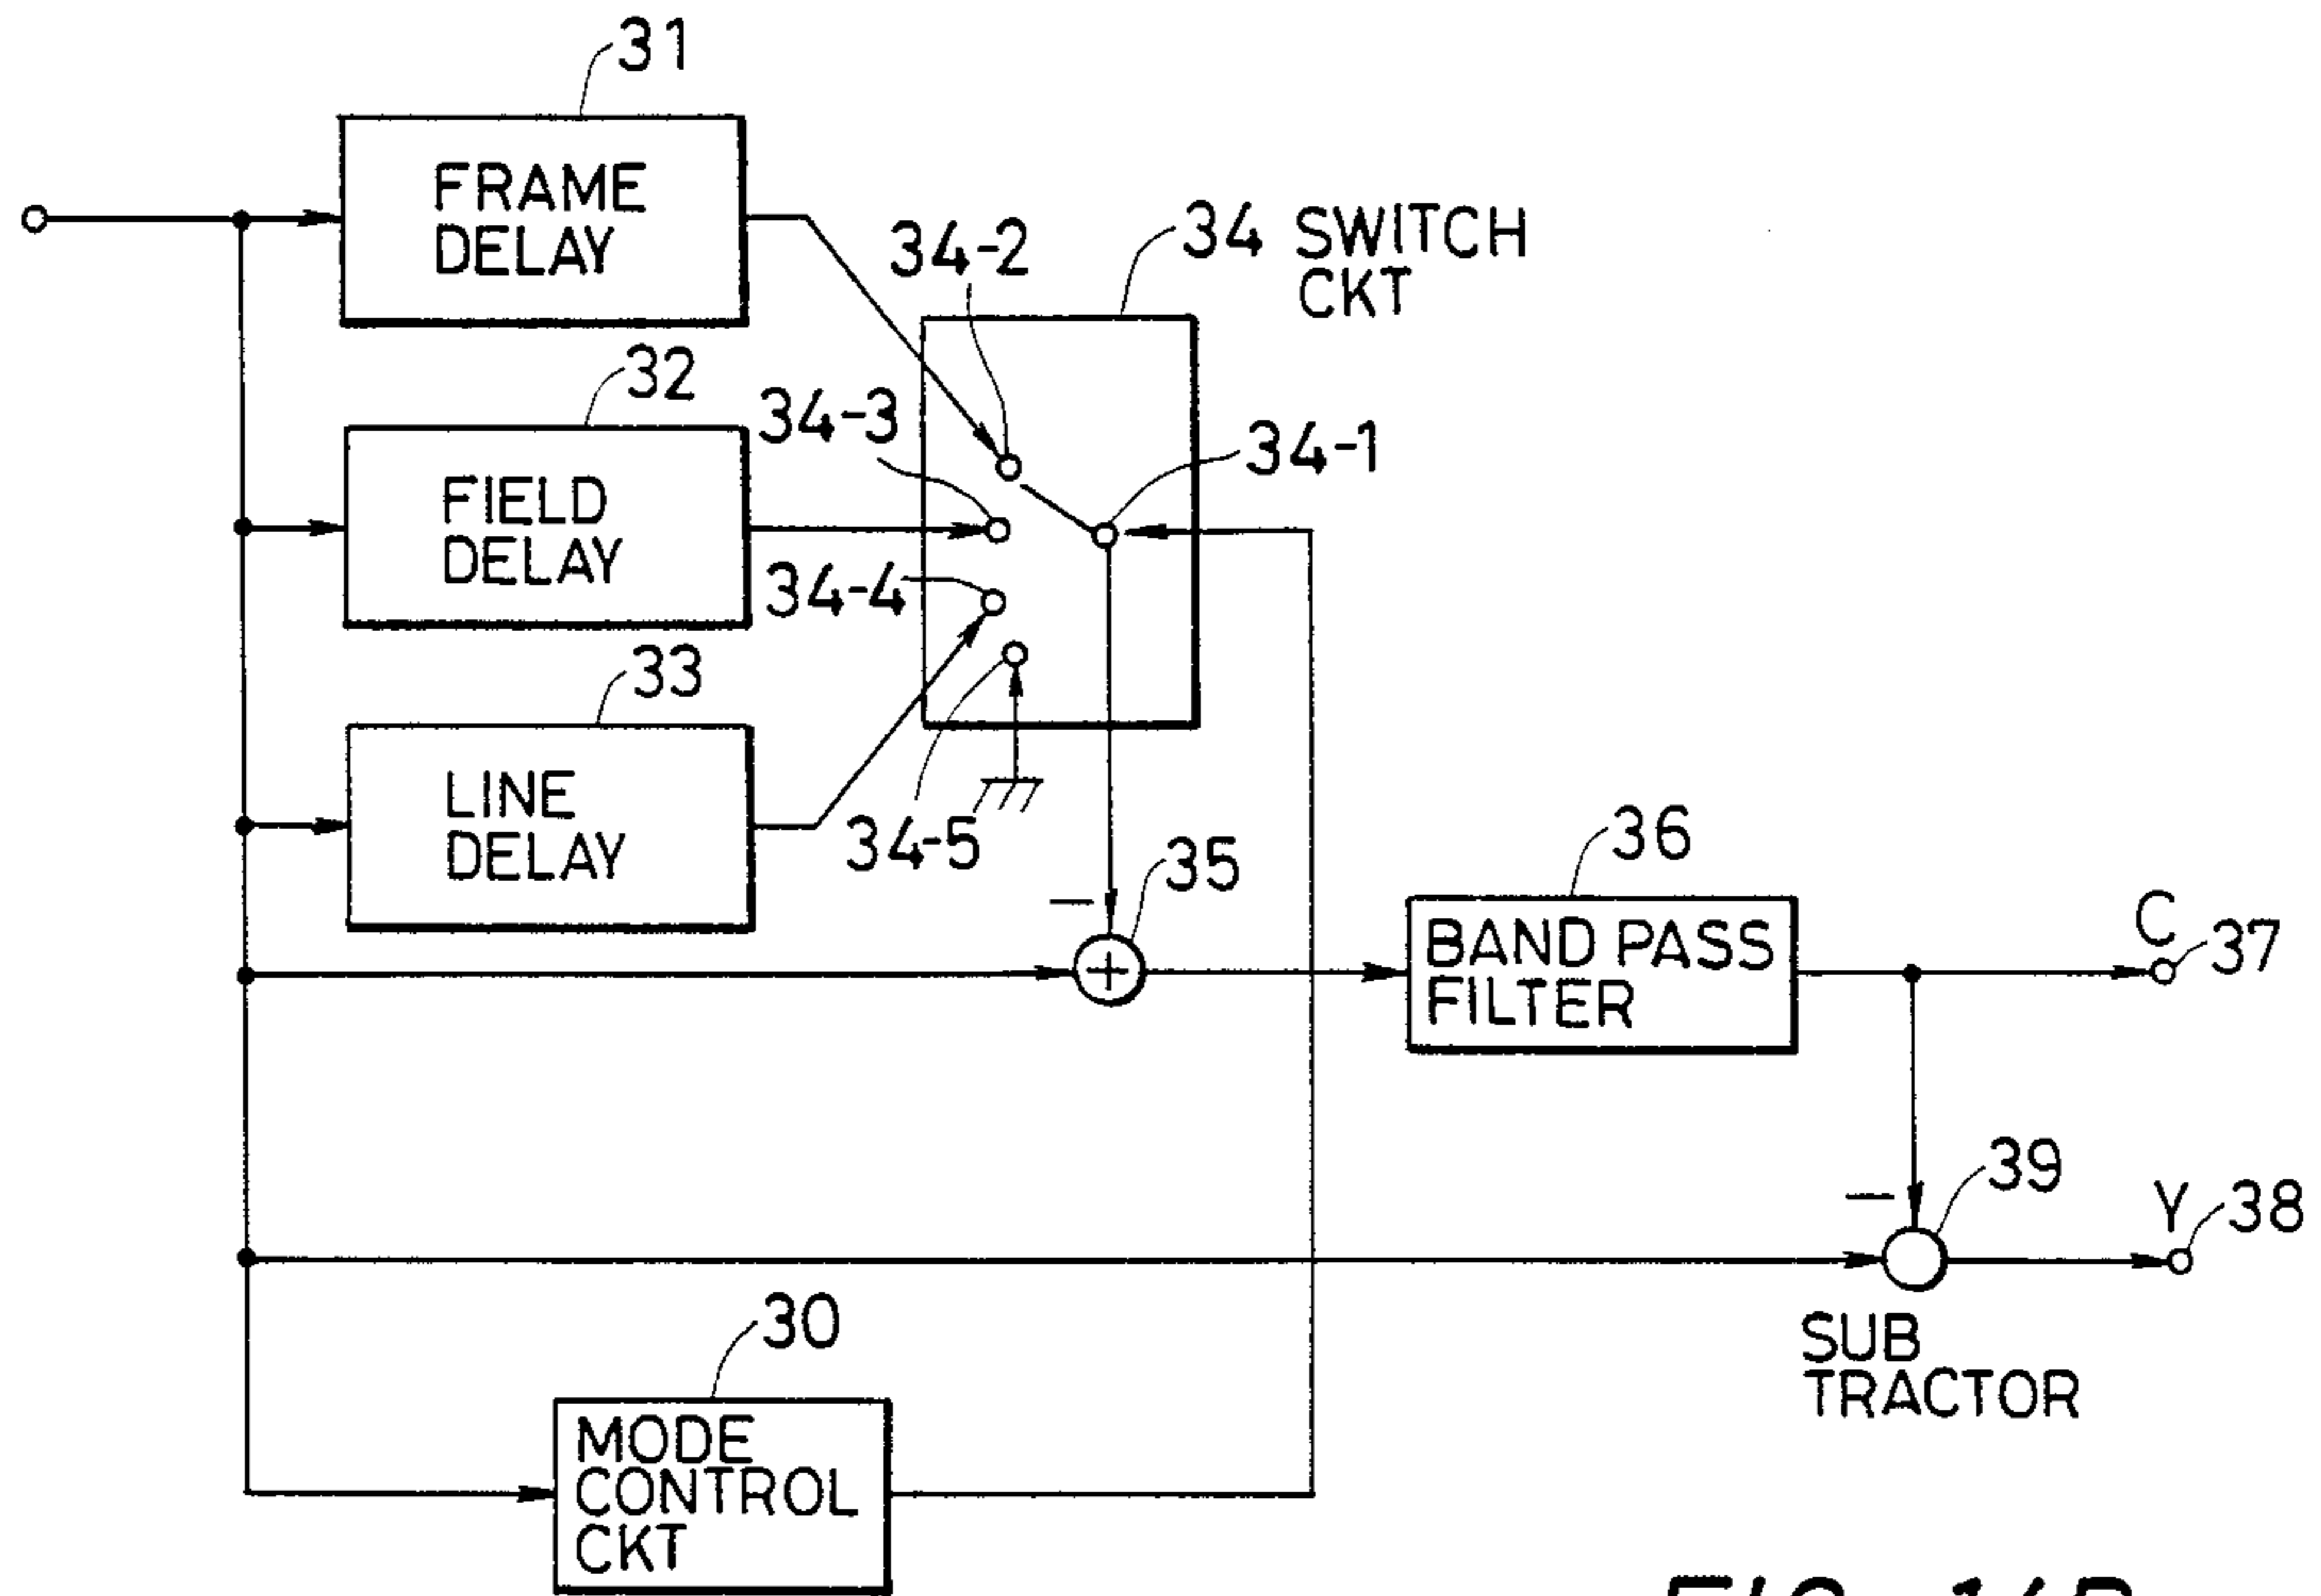 31
FRAME
DELAY
34-2
34 SWITCH
CKT
32
34-3
34-1
FIELD
DELAY
34-4
33
LINE
DELAY
34-5
35
−
+
36
BAND PASS
FILTER
C
37
39
−
Y
38
SUB
TRACTOR
30
MODE
CONTROL
CKT